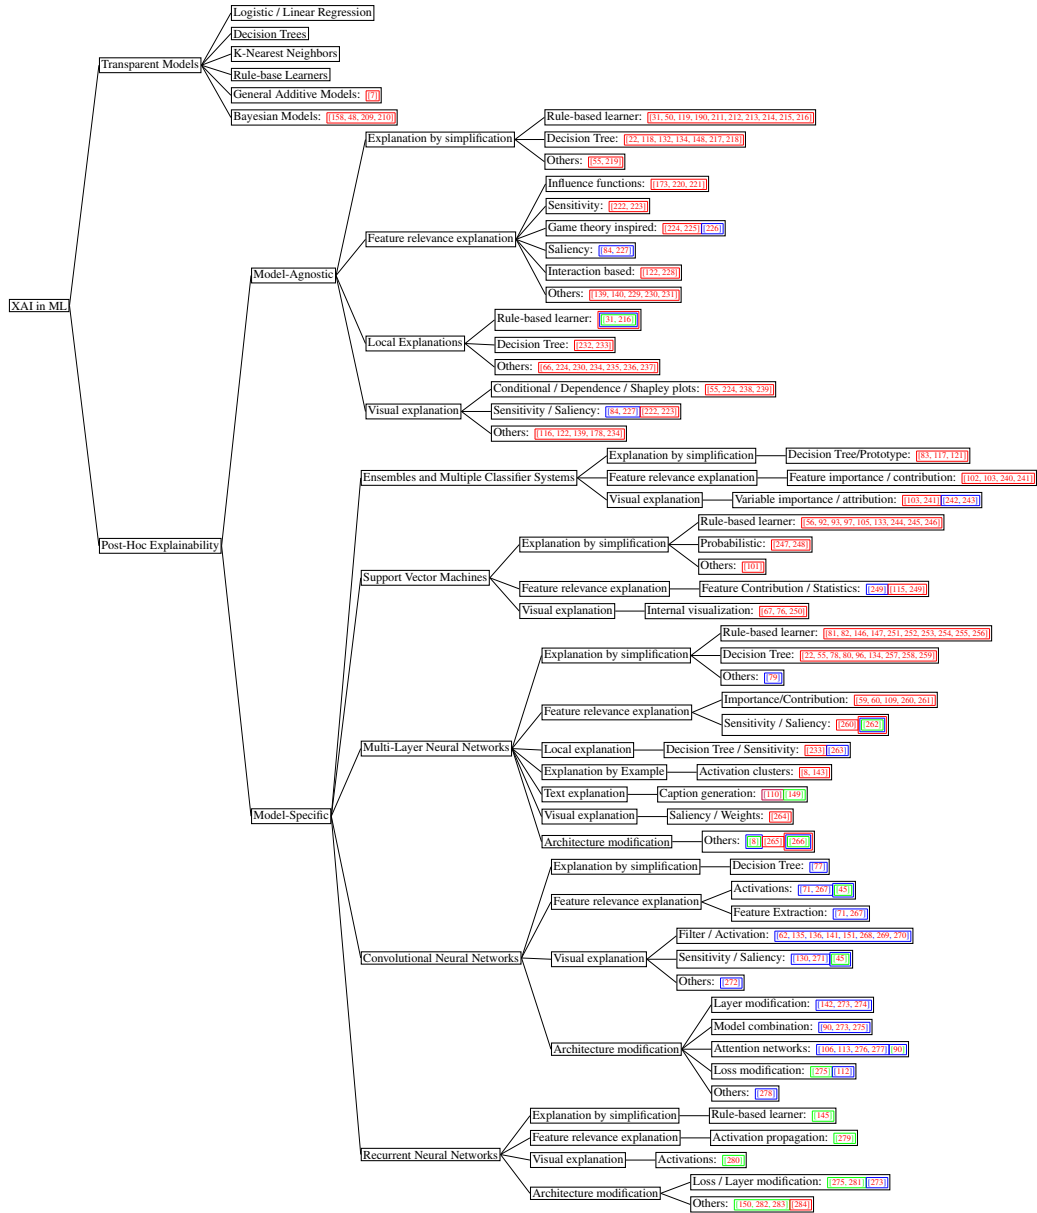 Logistic / Linear Regression
Decision Trees
K-Nearest Neighbors
Transparent Models
Rule-base Learners
General Additive Models: [7]
Bayesian Models: [158, 48, 209, 210]
Rule-based learner: [31, 50, 119, 190, 211, 212, 213, 214, 215, 216]
Explanation by simplification
Decision Tree: [22, 118, 132, 134, 148, 217, 218]
Others: [55, 219]
Influence functions: [173, 220, 221]
Sensitivity: [222, 223]
Game theory inspired: [224, 225] [226]
Feature relevance explanation
Saliency: [84, 227]
Interaction based: [122, 228]
Model-Agnostic
Others: [139, 140, 229, 230, 231]
XAI in ML
Rule-based learner: [31, 216]
Local Explanations
Decision Tree: [232, 233]
Others: [66, 224, 230, 234, 235, 236, 237]
Conditional / Dependence / Shapley plots: [55, 224, 238, 239]
Visual explanation
Sensitivity / Saliency: [84, 227] [222, 223]
Others: [116, 122, 139, 178, 234]
Explanation by simplification
Decision Tree/Prototype: [83, 117, 121]
Ensembles and Multiple Classifier Systems
Feature relevance explanation
Feature importance / contribution: [102, 103, 240, 241]
Visual explanation
Variable importance / attribution: [103, 241] [242, 243]
Rule-based learner: [56, 92, 93, 97, 105, 133, 244, 245, 246]
Post-Hoc Explainability
Explanation by simplification
Probabilistic: [247, 248]
Others: [101]
Support Vector Machines
Feature relevance explanation
Feature Contribution / Statistics: [249] [115, 249]
Visual explanation
Internal visualization: [67, 76, 250]
Rule-based learner: [81, 82, 146, 147, 251, 252, 253, 254, 255, 256]
Explanation by simplification
Decision Tree: [22, 55, 78, 80, 96, 134, 257, 258, 259]
Others: [79]
Importance/Contribution: [59, 60, 109, 260, 261]
Feature relevance explanation
Sensitivity / Saliency: [260] [262]
Multi-Layer Neural Networks
Local explanation
Decision Tree / Sensitivity: [233] [263]
Explanation by Example
Activation clusters: [8, 143]
Text explanation
Caption generation: [110] [149]
Model-Specific
Visual explanation
Saliency / Weights: [264]
Architecture modification
Others: [8] [265] [266]
Explanation by simplification
Decision Tree: [77]
Activations: [71, 267] [45]
Feature relevance explanation
Feature Extraction: [71, 267]
Filter / Activation: [62, 135, 136, 141, 151, 268, 269, 270]
Convolutional Neural Networks
Visual explanation
Sensitivity / Saliency: [130, 271] [45]
Others: [272]
Layer modification: [142, 273, 274]
Model combination: [90, 273, 275]
Architecture modification
Attention networks: [106, 113, 276, 277] [90]
Loss modification: [275] [112]
Others: [278]
Explanation by simplification
Rule-based learner: [145]
Feature relevance explanation
Activation propagation: [279]
Recurrent Neural Networks
Visual explanation
Activations: [280]
Loss / Layer modification: [275, 281] [273]
Architecture modification
Others: [150, 282, 283] [284]